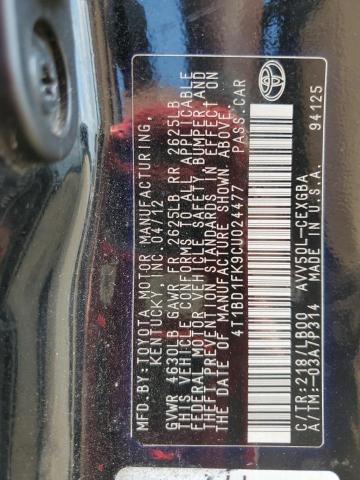 MFD.BY:TOYOTA MOTOR MANUFACTURING,
KENTUCKY, INC. 04/12
GVWR 4630LB GAWR FR 2625LB RR 2625LB
THIS VEHICLE CONFORMS TO ALL APPLICABLE
FEDERAL MOTOR VEHICLE SAFETY, BUMPER AND
THEFT PREVENTION STANDARDS IN EFFECT ON
THE DATE OF MANUFACTURE SHOWN ABOVE.
4T1BD1FK9CU024477 PASS.CAR
C/TR:218/LB00 AVV50L-CEXGBA
A/TM:-03A/P314 MADE IN U.S.A. 94125